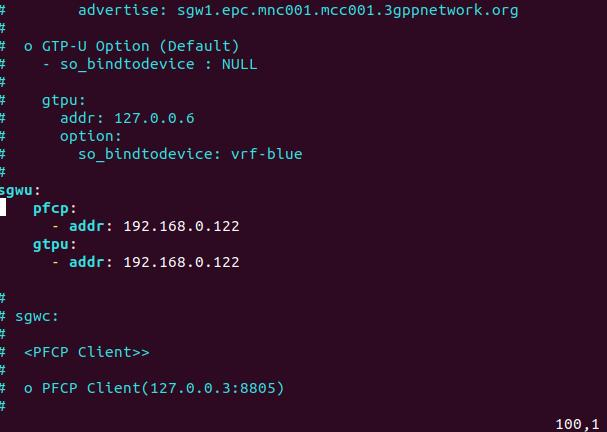 #        advertise: sgw1.epc.mnc001.mcc001.3gppnetwork.org
#
#  o GTP-U Option (Default)
#    - so_bindtodevice : NULL
#
#    gtpu:
#      addr: 127.0.0.6
#      option:
#        so_bindtodevice: vrf-blue
#
sgwu:
    pfcp:
      - addr: 192.168.0.122
    gtpu:
      - addr: 192.168.0.122

#
# sgwc:
#
#  <PFCP Client>>
#
#  o PFCP Client(127.0.0.3:8805)
#
100,1